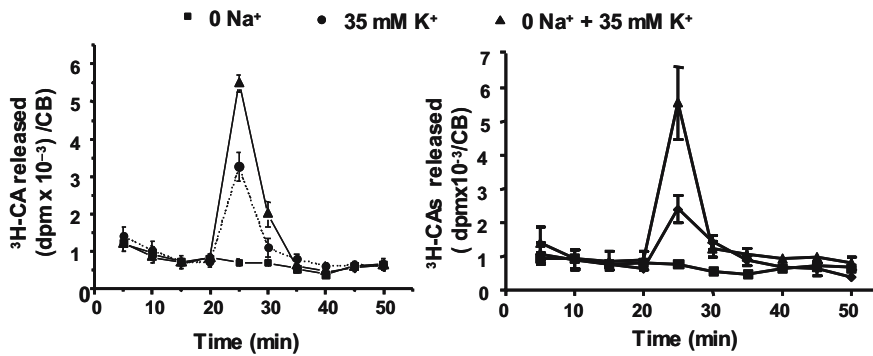 ■ 0 Na⁺ ● 35 mM K⁺ ▲ 0 Na⁺ + 35 mM K⁺
³H-CA released
(dpm x 10⁻³) /CB)
6
5
4
3
2
1
0
0 10 20 30 40 50
Time (min)
³H-CAs released
( dpmx10⁻³/CB)
7
6
5
4
3
2
1
0
0 10 20 30 40 50
Time (min)